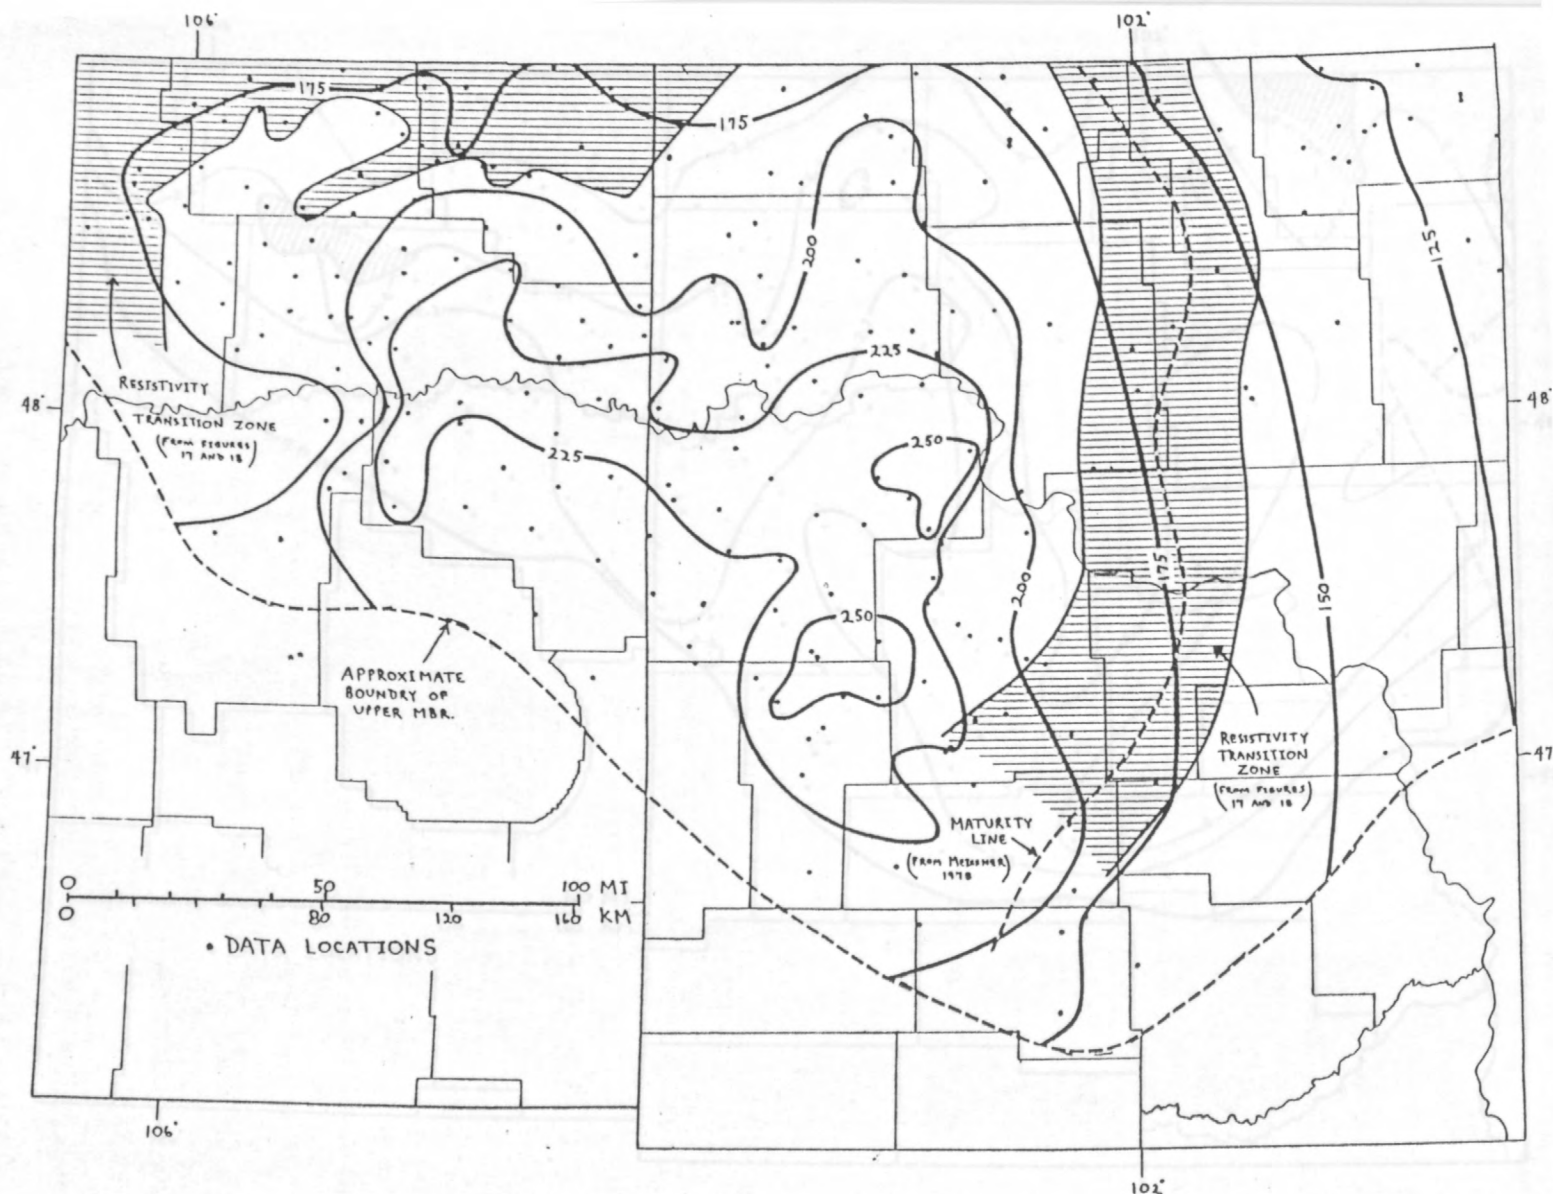 106°
102°
175
175
200
125
RESISTIVITY
TRANSITION ZONE
(FROM FIGURES
17 AND 18)
225
48
48°
225
250
175
200
150
250
APPROXIMATE
BOUNDRY OF
UPPER MBR.
47°
47
RESISTIVITY
TRANSITION
ZONE
(FROM FIGURES
17 AND 18)
MATURITY
LINE
(FROM MEISSNER)
1978
0 50 100 MI
0 80 120 160 KM
• DATA LOCATIONS
106°
102°